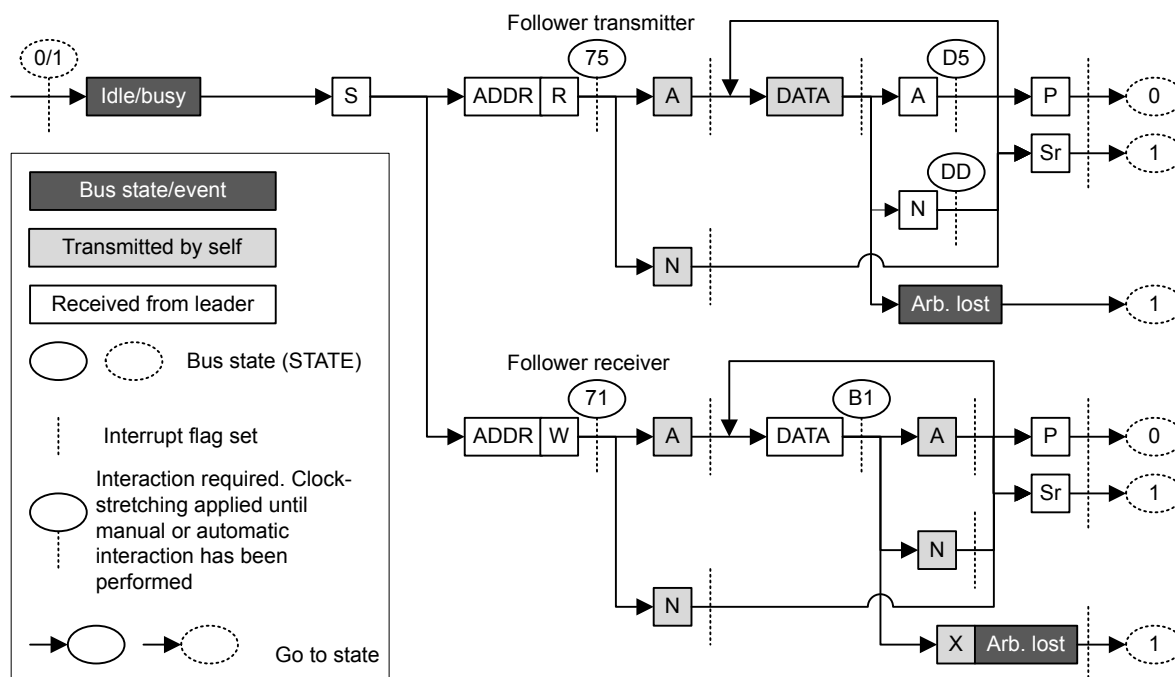 Follower transmitter
0/1
75
D5
Idle/busy
S
ADDR
R
A
DATA
A
P
0
Sr
1
DD
N
N
Arb. lost
1
Bus state/event
Transmitted by self
Received from leader
Bus state (STATE)
Interrupt flag set
Interaction required. Clock-
stretching applied until
manual or automatic
interaction has been
performed
Go to state
Follower receiver
71
B1
ADDR
W
A
DATA
A
P
0
Sr
1
N
N
X
Arb. lost
1